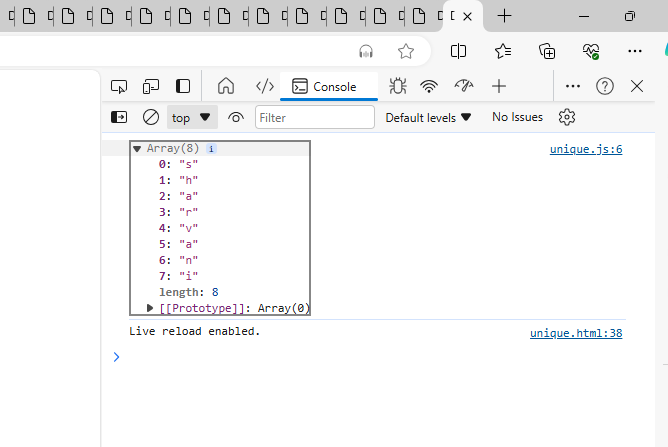 Console
top
Filter
Default levels
No Issues
Array(8) i
unique.js:6
0: "s"
1: "h"
2: "a"
3: "r"
4: "v"
5: "a"
6: "n"
7: "i"
length: 8
[[Prototype]]: Array(0)
Live reload enabled.
unique.html:38